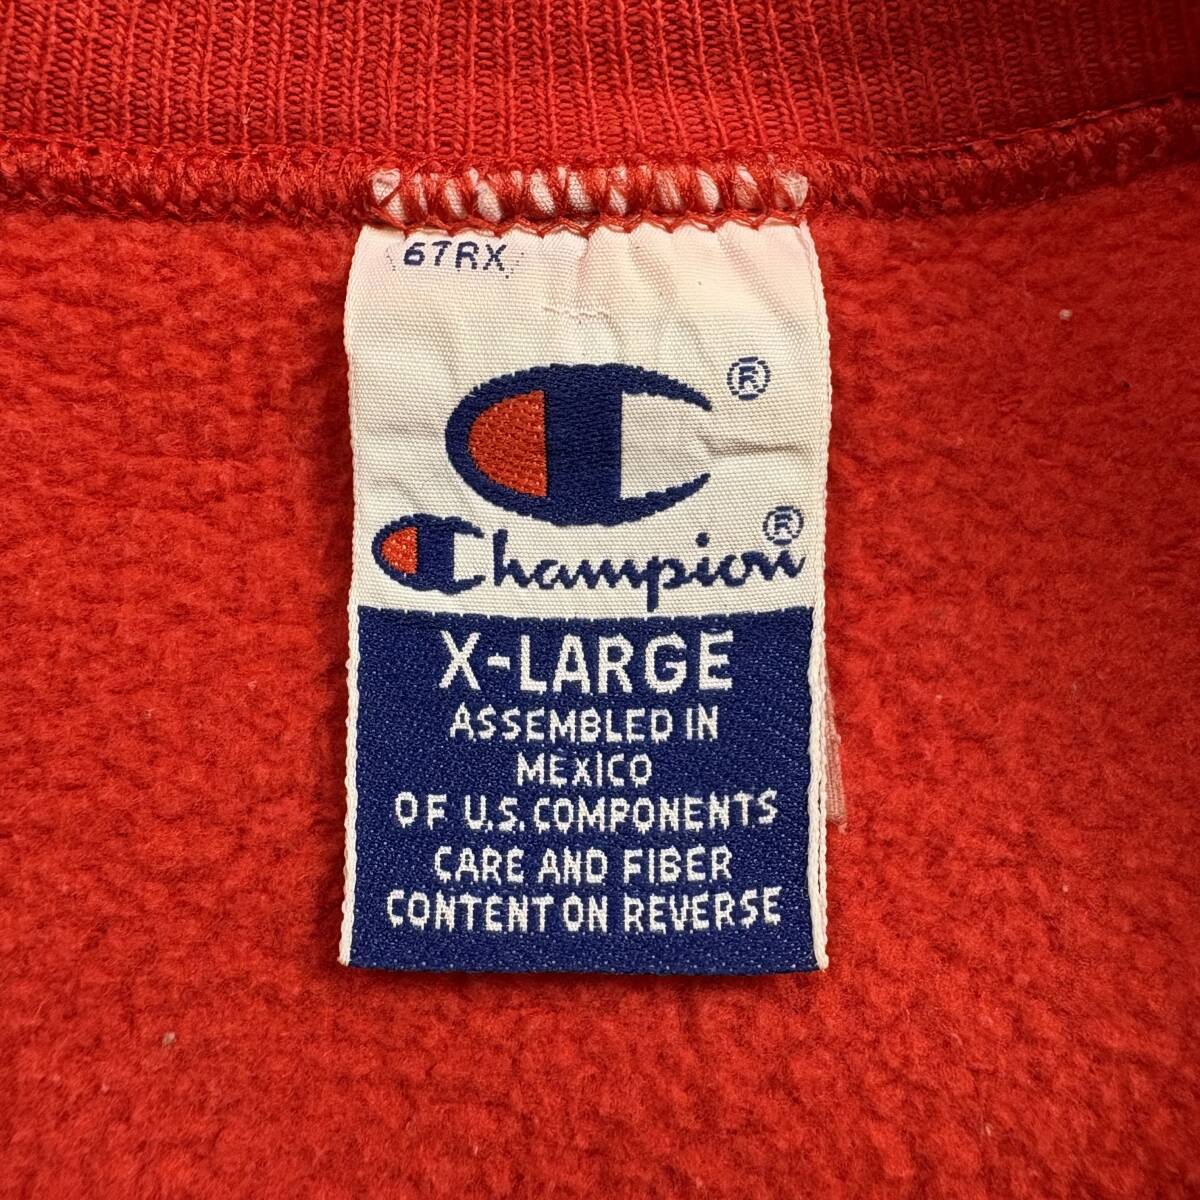 67RX
®
Champion®
X-LARGE
ASSEMBLED IN
MEXICO
OF U.S. COMPONENTS
CARE AND FIBER
CONTENT ON REVERSE